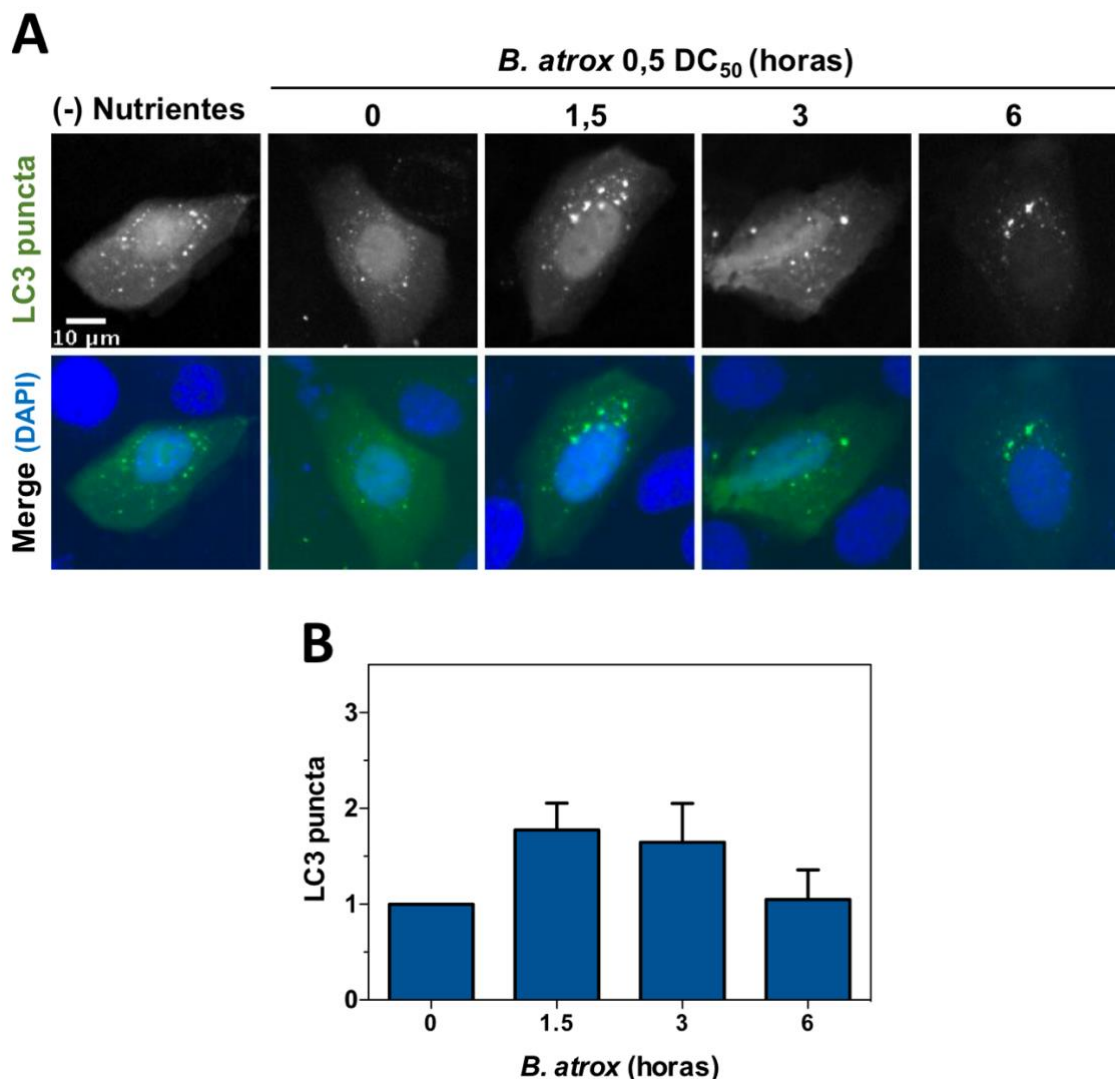 A
B. atrox 0,5 DC₅₀ (horas)
(-) Nutrientes
0
1,5
3
6
LC3 puncta
10 µm
Merge (DAPI)
B
LC3 puncta
3
2
1
0
0
1.5
3
6
B. atrox (horas)